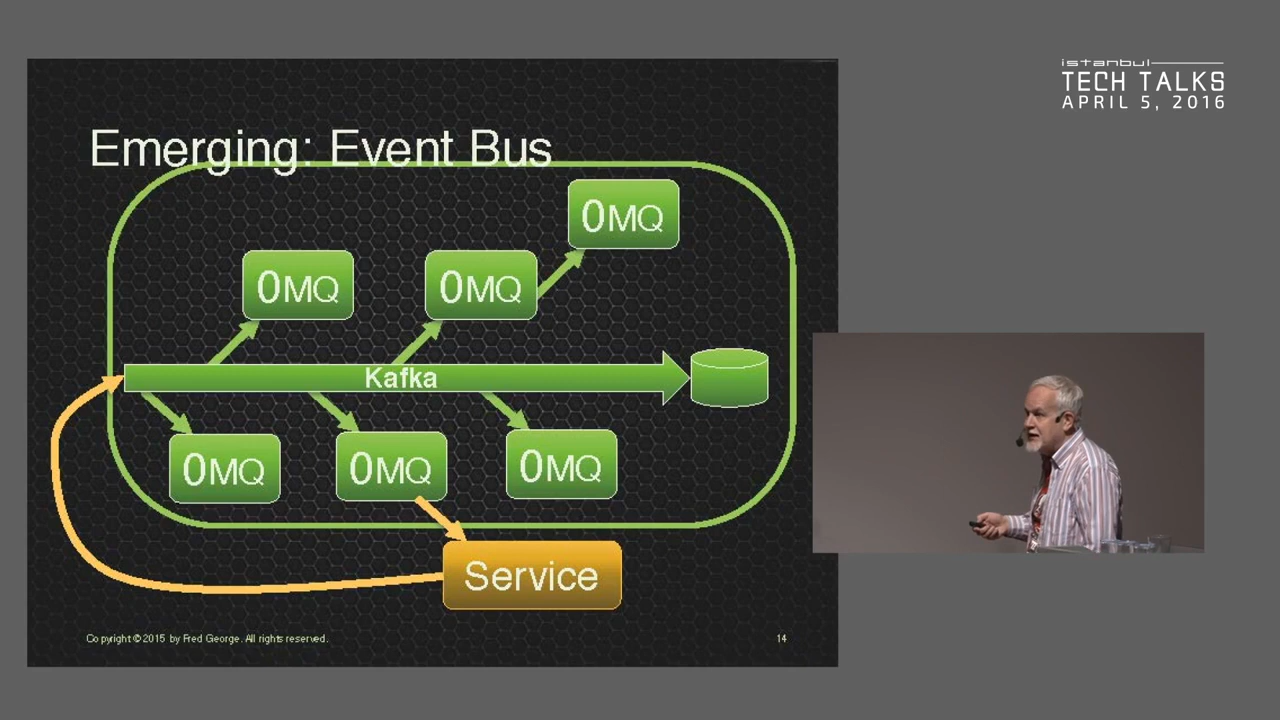 istanbul
TECH TALKS
APRIL 5, 2016
Emerging: Event Bus
0MQ
0MQ
0MQ
Kafka
0MQ
0MQ
0MQ
Service
Copyright © 2015 by Fred George. All rights reserved.
14